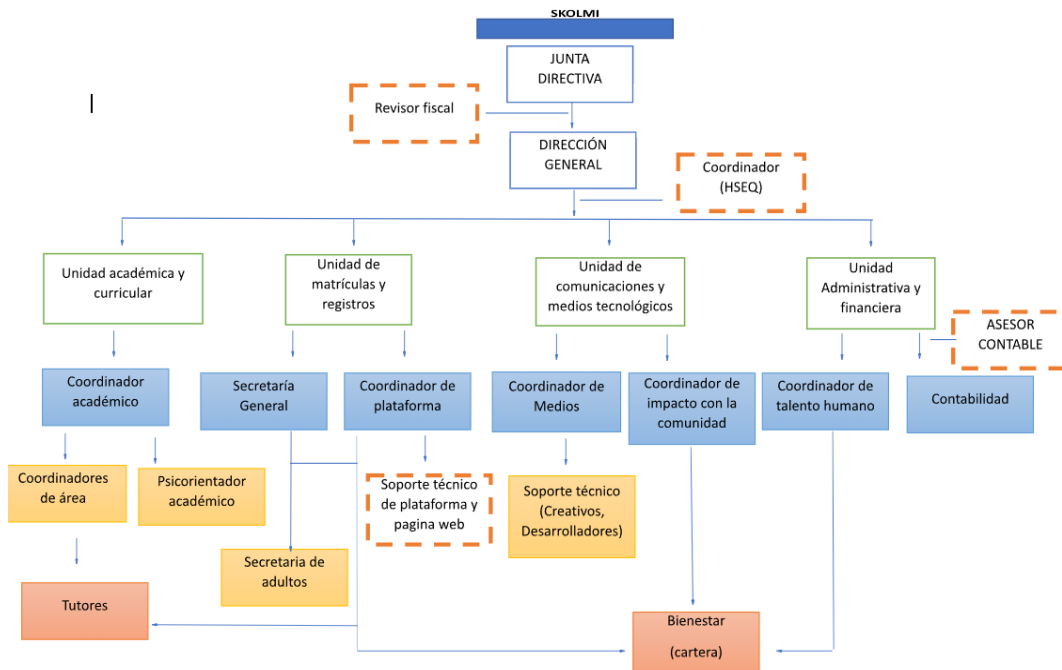 SKOLMI
JUNTA
DIRECTIVA
Revisor fiscal
DIRECCIÓN
GENERAL
Coordinador
(HSEQ)
Unidad académica y
curricular
Unidad de
matrículas y
registros
Unidad de
comunicaciones y
medios tecnológicos
Unidad
Administrativa y
financiera
ASESOR
CONTABLE
Coordinador
académico
Secretaría
General
Coordinador de
plataforma
Coordinador de
Medios
Coordinador de
impacto con la
comunidad
Coordinador de
talento humano
Contabilidad
Coordinadores
de área
Psicorientador
académico
Soporte técnico
de plataforma y
pagina web
Soporte técnico
(Creativos,
Desarrolladores)
Secretaria de
adultos
Tutores
Bienestar
(cartera)